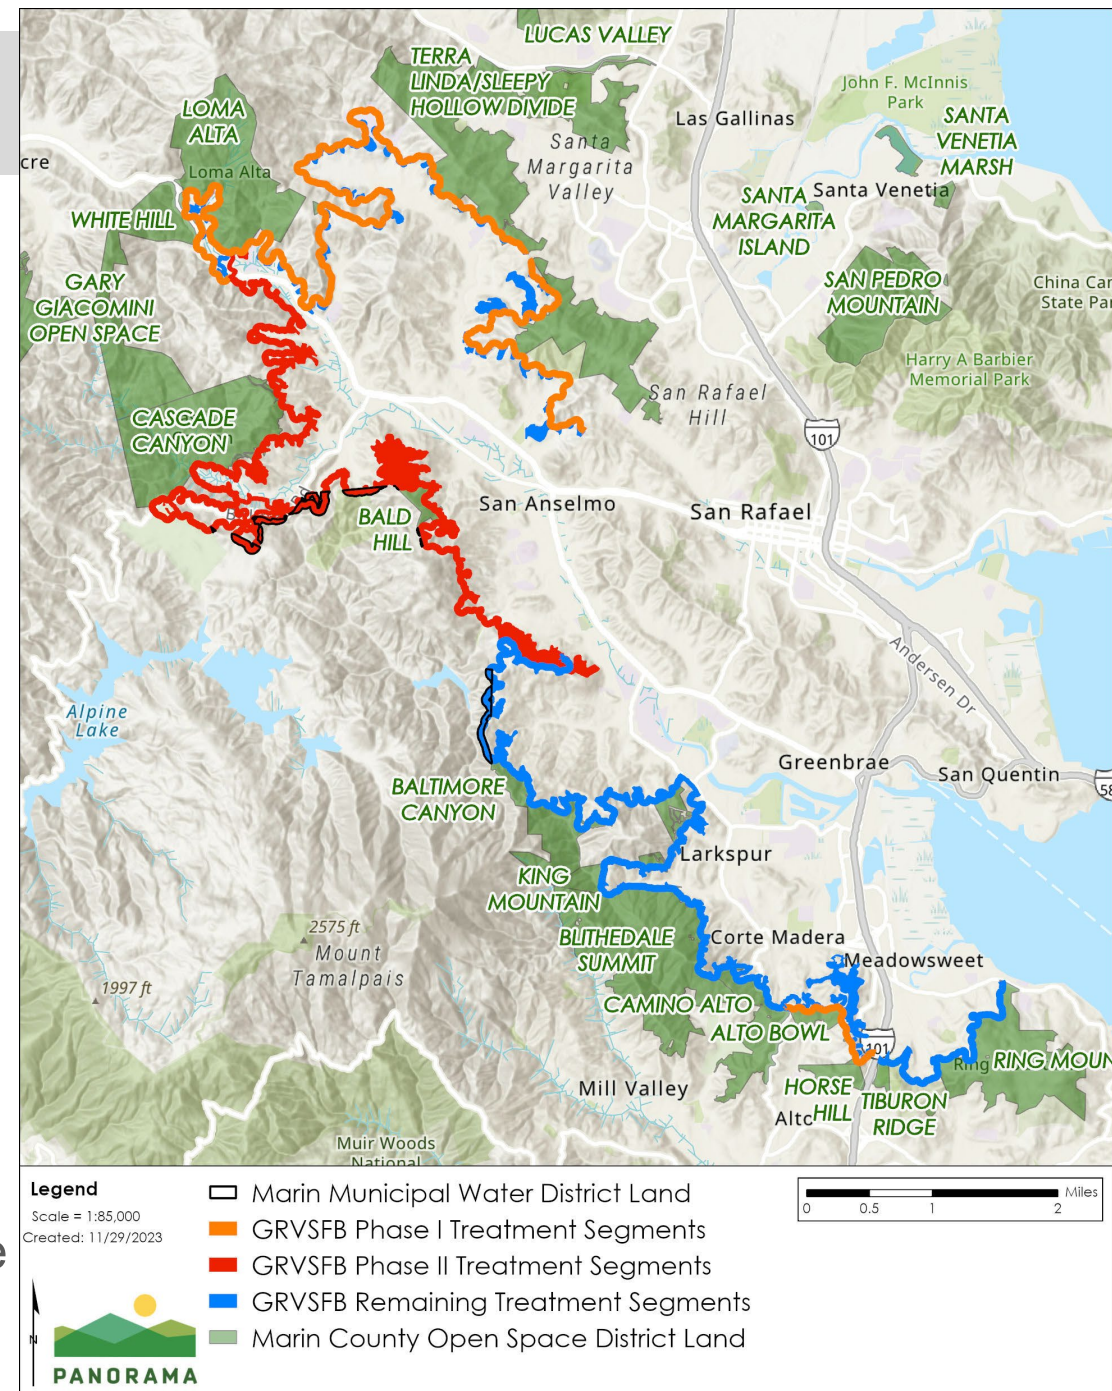 LUCAS VALLEY
TERRA
LINDA/SLEEPY
HOLLOW DIVIDE
John F. McInnis
Park
LOMA
ALTA
Las Gallinas
SANTA
VENETIA
MARSH
Santa
Margarita
Valley
cre
Loma Alta
SANTA
MARGARITA
ISLAND
Santa Venetia
WHITE HILL
GARY
GIACOMINI
OPEN SPACE
SAN PEDRO
MOUNTAIN
China Ca
State Pa
Harry A Barbier
Memorial Park
San Rafael
Hill
CASCADE
CANYON
101
San Anselmo
San Rafael
BALD
HILL
Andersen Dr
Alpine
Lake
Greenbrae
San Quentin
58
BALTIMORE
CANYON
Larkspur
KING
MOUNTAIN
2575 ft
Mount
Tamalpais
BLITHEDALE
SUMMIT
Corte Madera
Meadowsweet
1997 ft
CAMINO ALTO
ALTO BOWL
101
Ring
RING MOUN
Mill Valley
HORSE
HILL
Alto
TIBURON
RIDGE
Muir Woods
National
Legend
Scale = 1:85,000
Created: 11/29/2023
Marin Municipal Water District Land
GRVSFB Phase I Treatment Segments
GRVSFB Phase II Treatment Segments
GRVSFB Remaining Treatment Segments
Marin County Open Space District Land
Miles
0 0.5 1 2
e
N
PANORAMA